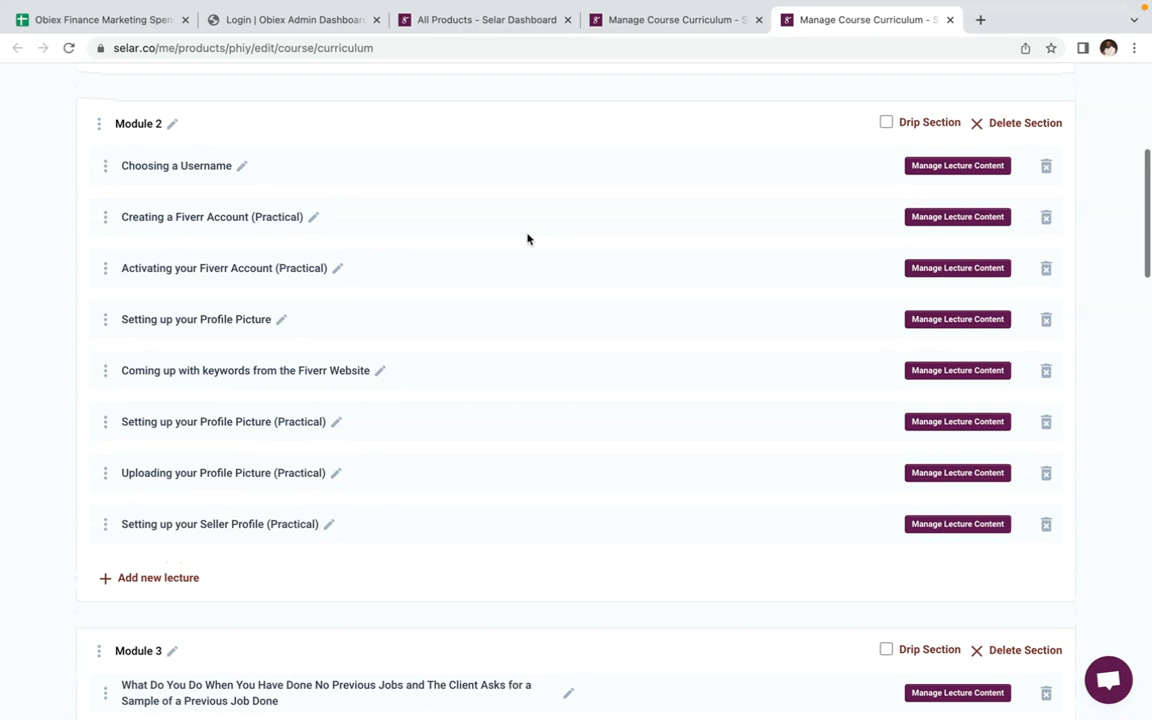 Obiex Finance Marketing Spen
Login | Obiex Admin Dashboar
All Products - Selar Dashboard
Manage Course Curriculum - S
Manage Course Curriculum - S
selar.co/me/products/phiy/edit/course/curriculum
Module 2
Drip Section
Delete Section
Choosing a Username
Manage Lecture Content
Creating a Fiverr Account (Practical)
Manage Lecture Content
Activating your Fiverr Account (Practical)
Manage Lecture Content
Setting up your Profile Picture
Manage Lecture Content
Coming up with keywords from the Fiverr Website
Manage Lecture Content
Setting up your Profile Picture (Practical)
Manage Lecture Content
Uploading your Profile Picture (Practical)
Manage Lecture Content
Setting up your Seller Profile (Practical)
Manage Lecture Content
+ Add new lecture
Module 3
Drip Section
Delete Section
What Do You Do When You Have Done No Previous Jobs and The Client Asks for a
Sample of a Previous Job Done
Manage Lecture Content